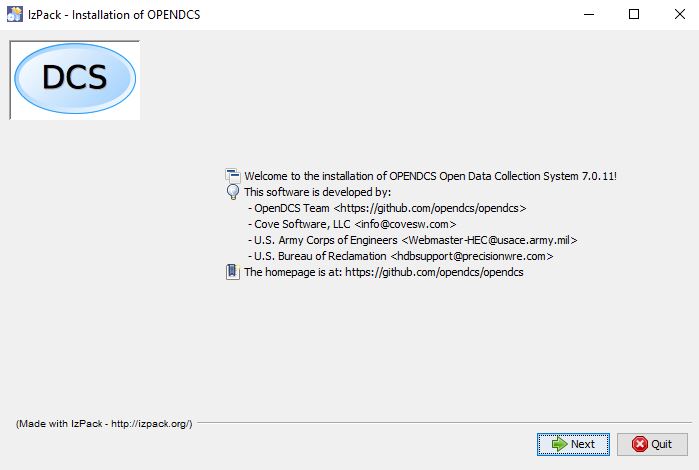 IzPack - Installation of OPENDCS
DCS
Welcome to the installation of OPENDCS Open Data Collection System 7.0.11!
This software is developed by:
- OpenDCS Team <https://github.com/opendcs/opendcs>
- Cove Software, LLC <info@covesw.com>
- U.S. Army Corps of Engineers <Webmaster-HEC@usace.army.mil>
- U.S. Bureau of Reclamation <hdbsupport@precisionwre.com>
The homepage is at: https://github.com/opendcs/opendcs
(Made with IzPack - http://izpack.org/)
Next
Quit